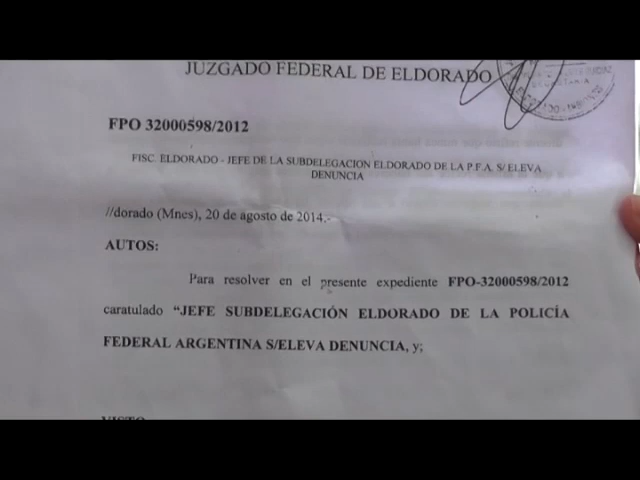 JUZGADO FEDERAL DE ELDORADO
FPO 32000598/2012
FISC. ELDORADO - JEFE DE LA SUBDELEGACION ELDORADO DE LA P.F.A. S/ ELEVA
DENUNCIA
//dorado (Mnes), 20 de agosto de 2014.-
AUTOS:
Para resolver en el presente expediente FPO-32000598/2012
caratulado “JEFE SUBDELEGACIÓN ELDORADO DE LA POLICÍA
FEDERAL ARGENTINA S/ELEVA DENUNCIA, y;
VISTO